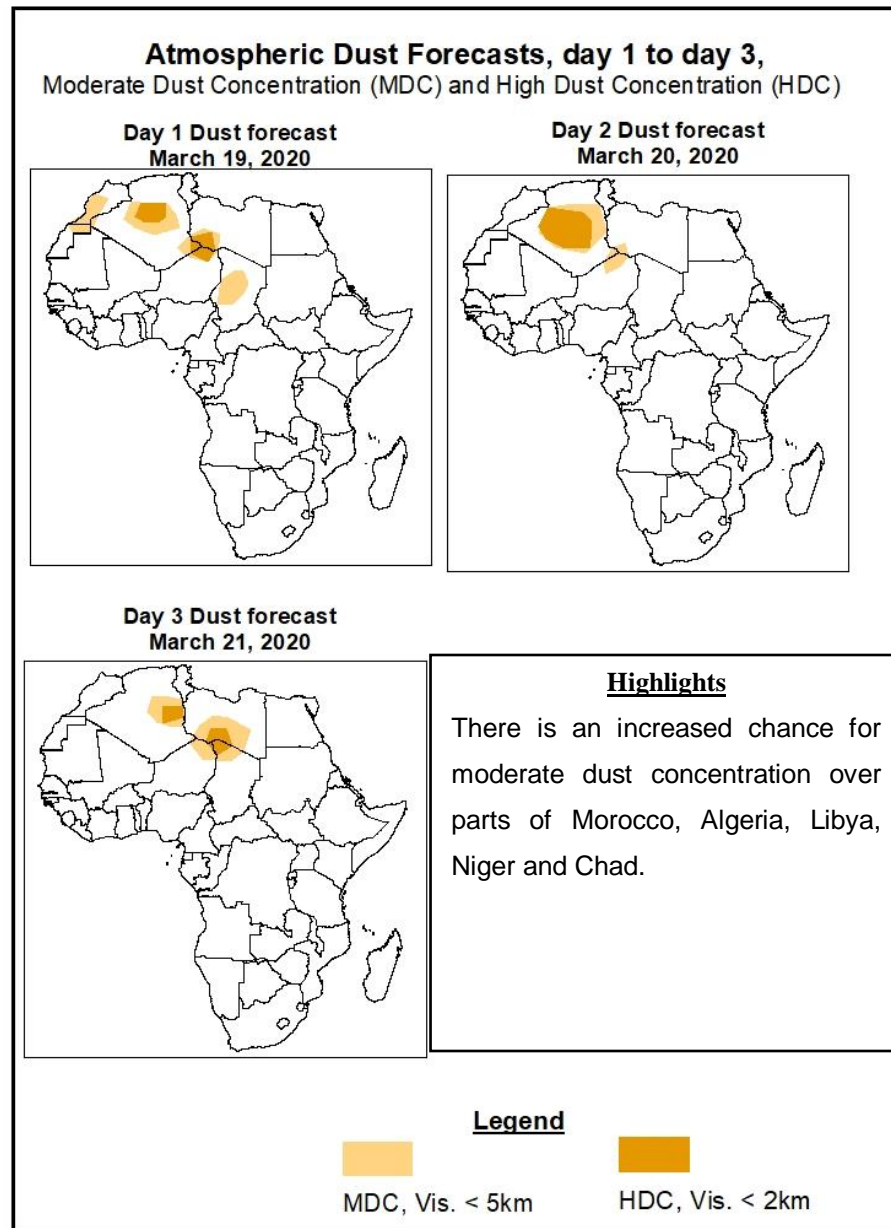 Atmospheric Dust Forecasts, day 1 to day 3,
Moderate Dust Concentration (MDC) and High Dust Concentration (HDC)
Day 1 Dust forecast
March 19, 2020
Day 2 Dust forecast
March 20, 2020
Day 3 Dust forecast
March 21, 2020
Highlights
There is an increased chance for
moderate dust concentration over
parts of Morocco, Algeria, Libya,
Niger and Chad.
Legend
MDC, Vis. < 5km
HDC, Vis. < 2km